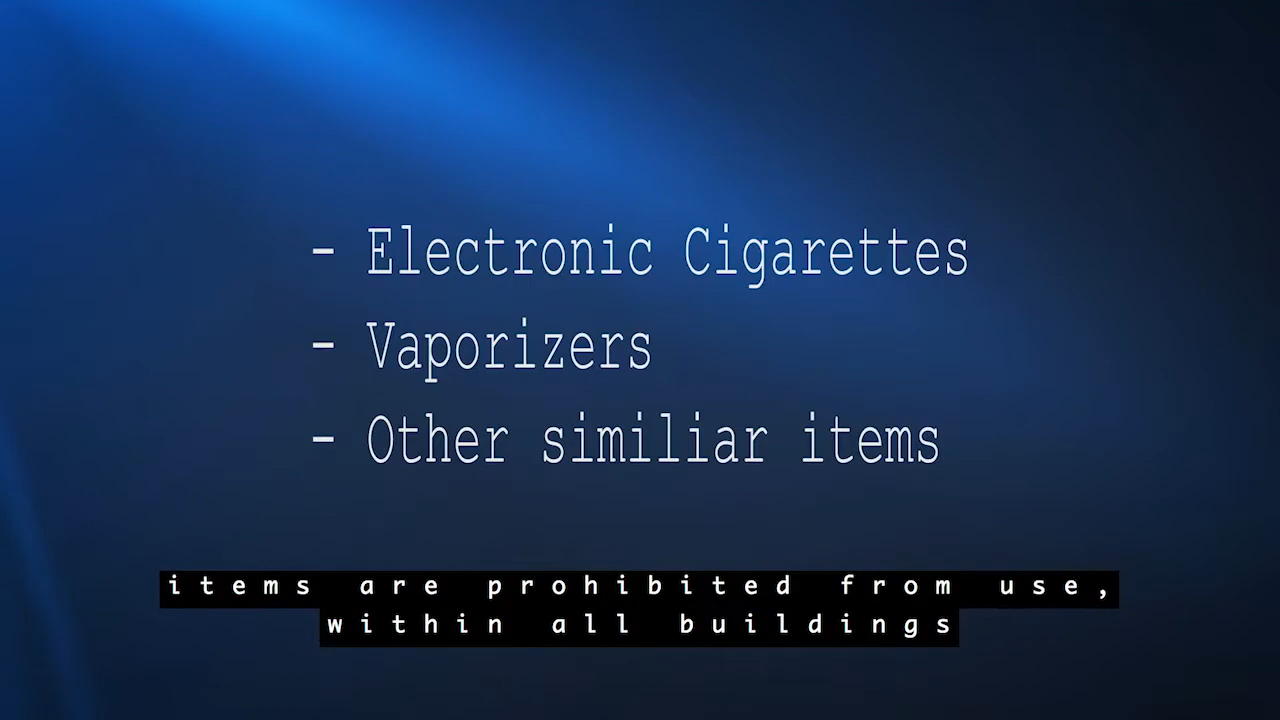 - Electronic Cigarettes
- Vaporizers
- Other similiar items
items are prohibited from use,
within all buildings